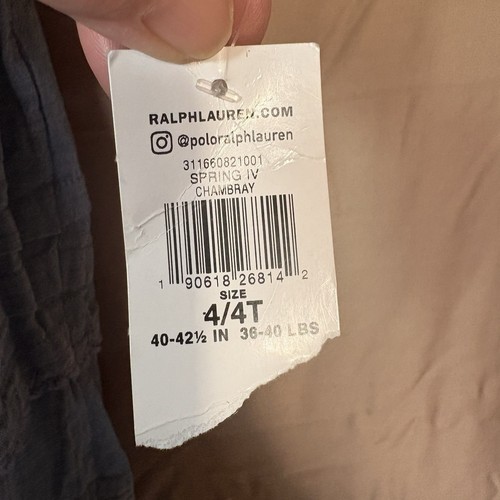 RALPHLAUREN.COM
@poloralphlauren
311660821001
SPRING IV
CHAMBRAY
1 90618 26814 2
SIZE
4/4T
40-42½ IN 36-40 LBS